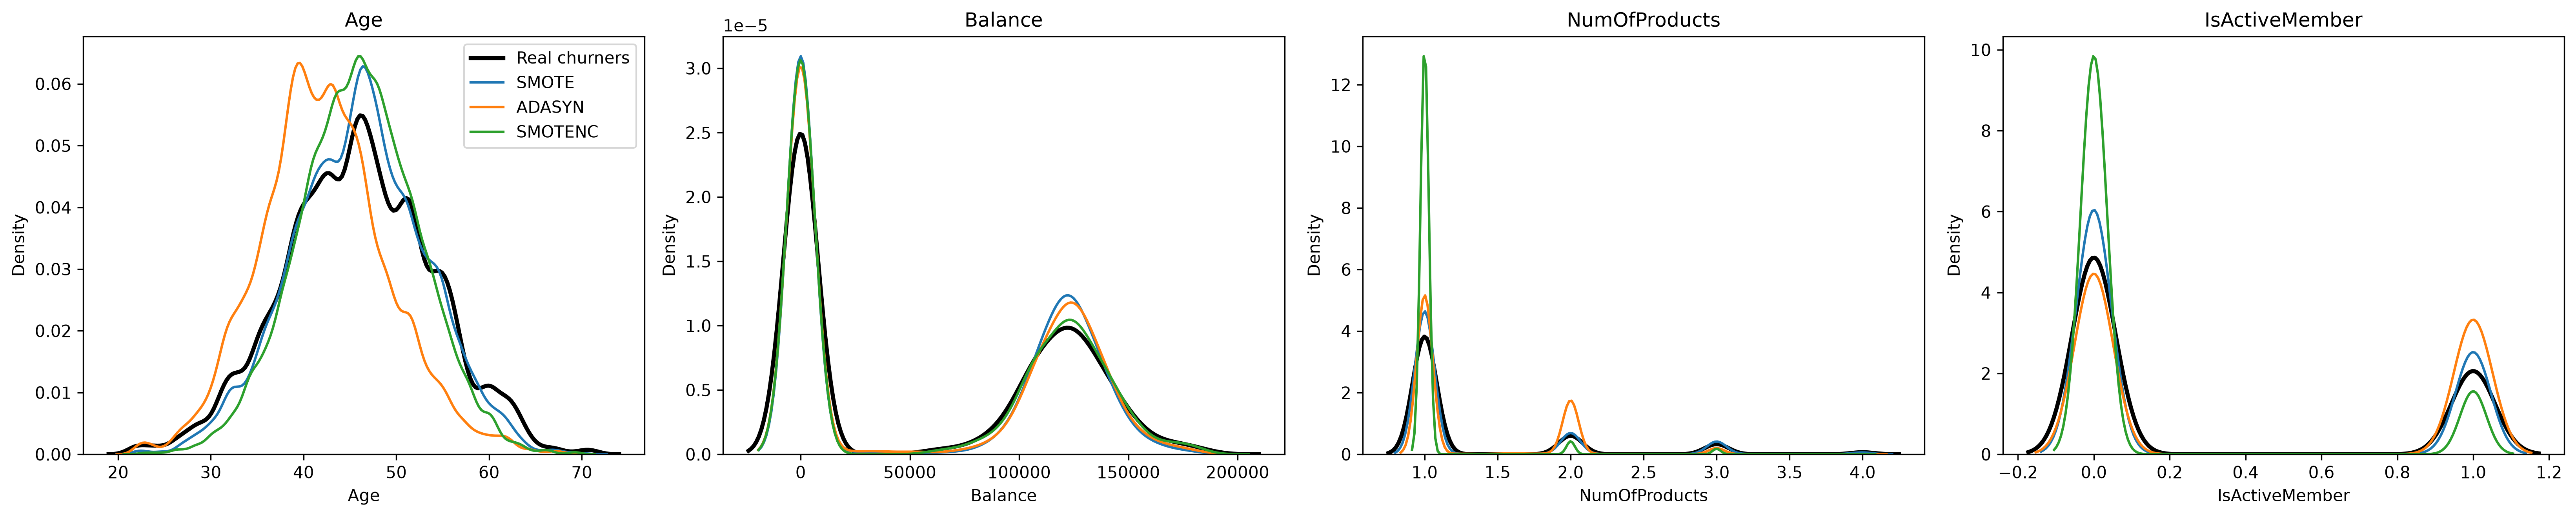 Age
Density
0.06
0.05
0.04
0.03
0.02
0.01
0.00
20 30 40 50 60 70
Age
Real churners
SMOTE
ADASYN
SMOTENC
Balance
1e−5
Density
3.0
2.5
2.0
1.5
1.0
0.5
0.0
0 50000 100000 150000 200000
Balance
NumOfProducts
Density
12
10
8
6
4
2
0
1.0 1.5 2.0 2.5 3.0 3.5 4.0
NumOfProducts
IsActiveMember
Density
10
8
6
4
2
0
−0.2 0.0 0.2 0.4 0.6 0.8 1.0 1.2
IsActiveMember